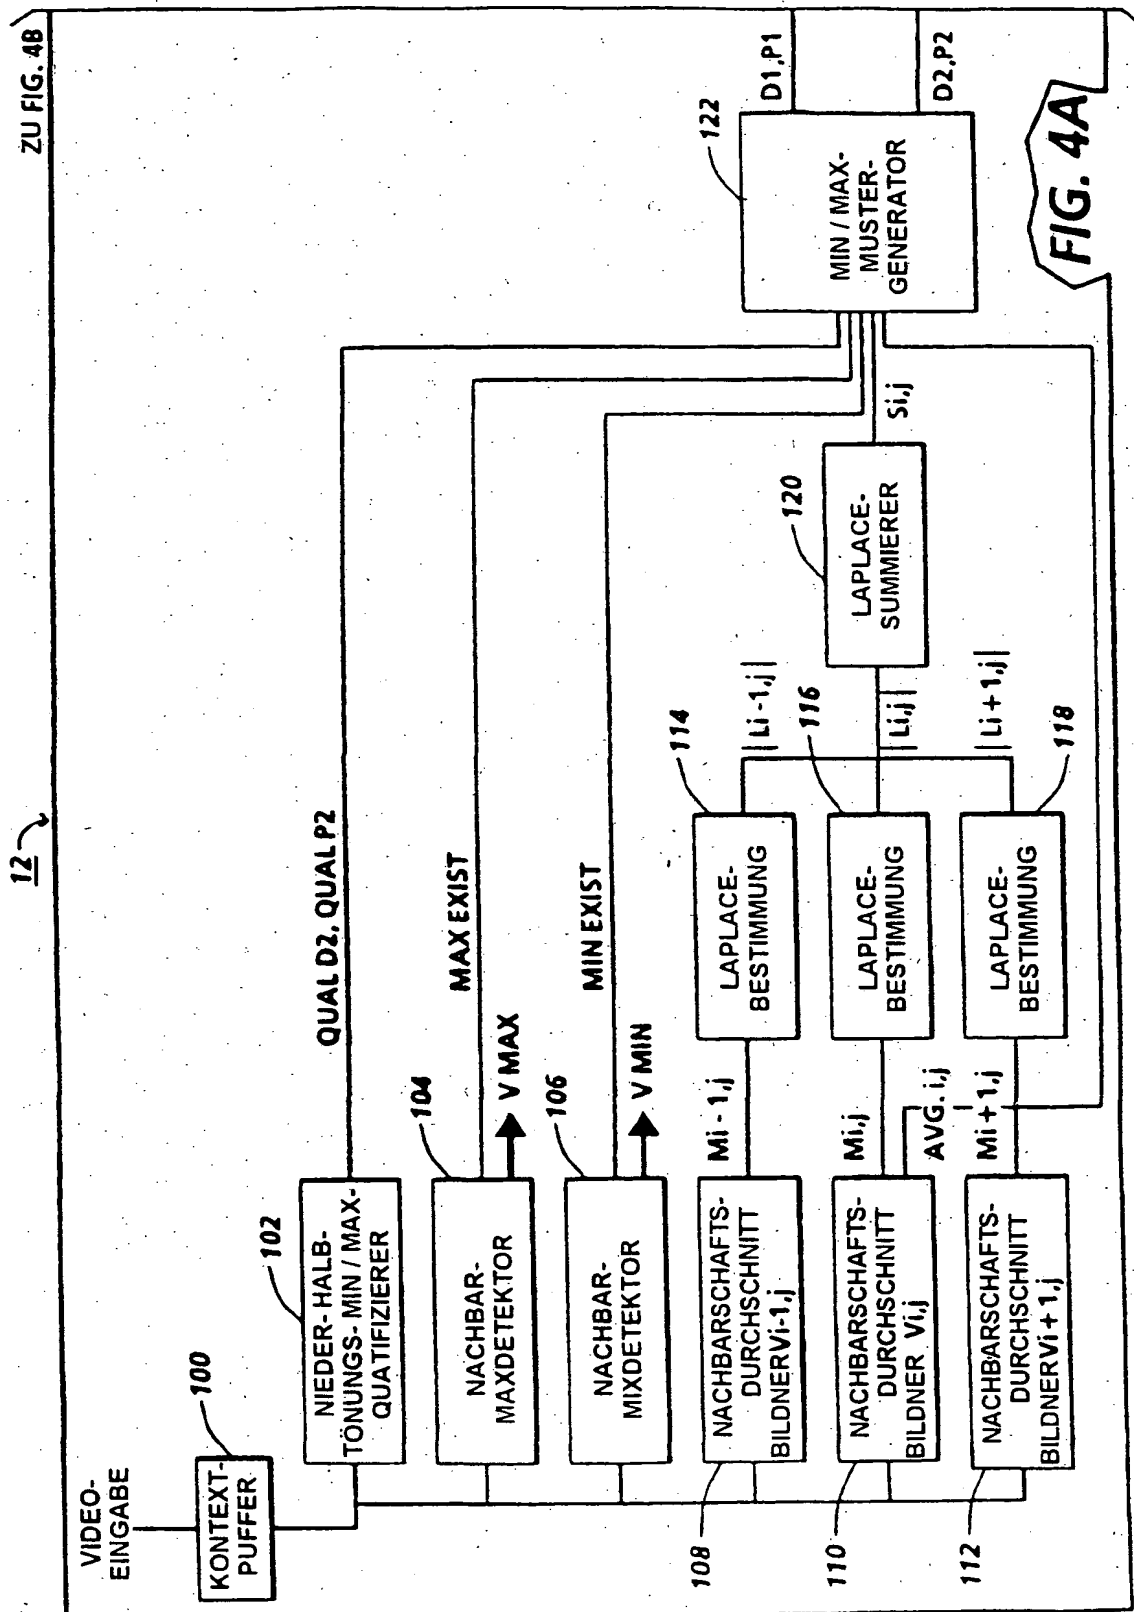 ZU FIG. 4B
12
VIDEO-
EINGABE
100
KONTEXT-
PUFFER
102
NIEDER-HALB-
TÖNUNGS-MIN / MAX-
QUATIFIZIERER
QUAL D2, QUAL P2
104
NACHBAR-
MAXDETEKTOR
MAX EXIST
V MAX
106
NACHBAR-
MIXDETEKTOR
MIN EXIST
V MIN
108
NACHBARSCHAFTS-
DURCHSCHNITT
BILDNERVi-1,j
Mi - 1,j
114
LAPLACE-
BESTIMMUNG
|Li - 1,j|
110
NACHBARSCHAFTS-
DURCHSCHNITT
BILDNER Vi,j
Mi,j
AVG. i,j
116
LAPLACE-
BESTIMMUNG
|Li,j|
112
NACHBARSCHAFTS-
DURCHSCHNITT
BILDNERVi + 1,j
Mi + 1,j
118
LAPLACE-
BESTIMMUNG
|Li + 1,j|
120
LAPLACE-
SUMMIERER
Si,j
122
MIN / MAX-
MUSTER-
GENERATOR
D1,P1
D2,P2
FIG. 4A